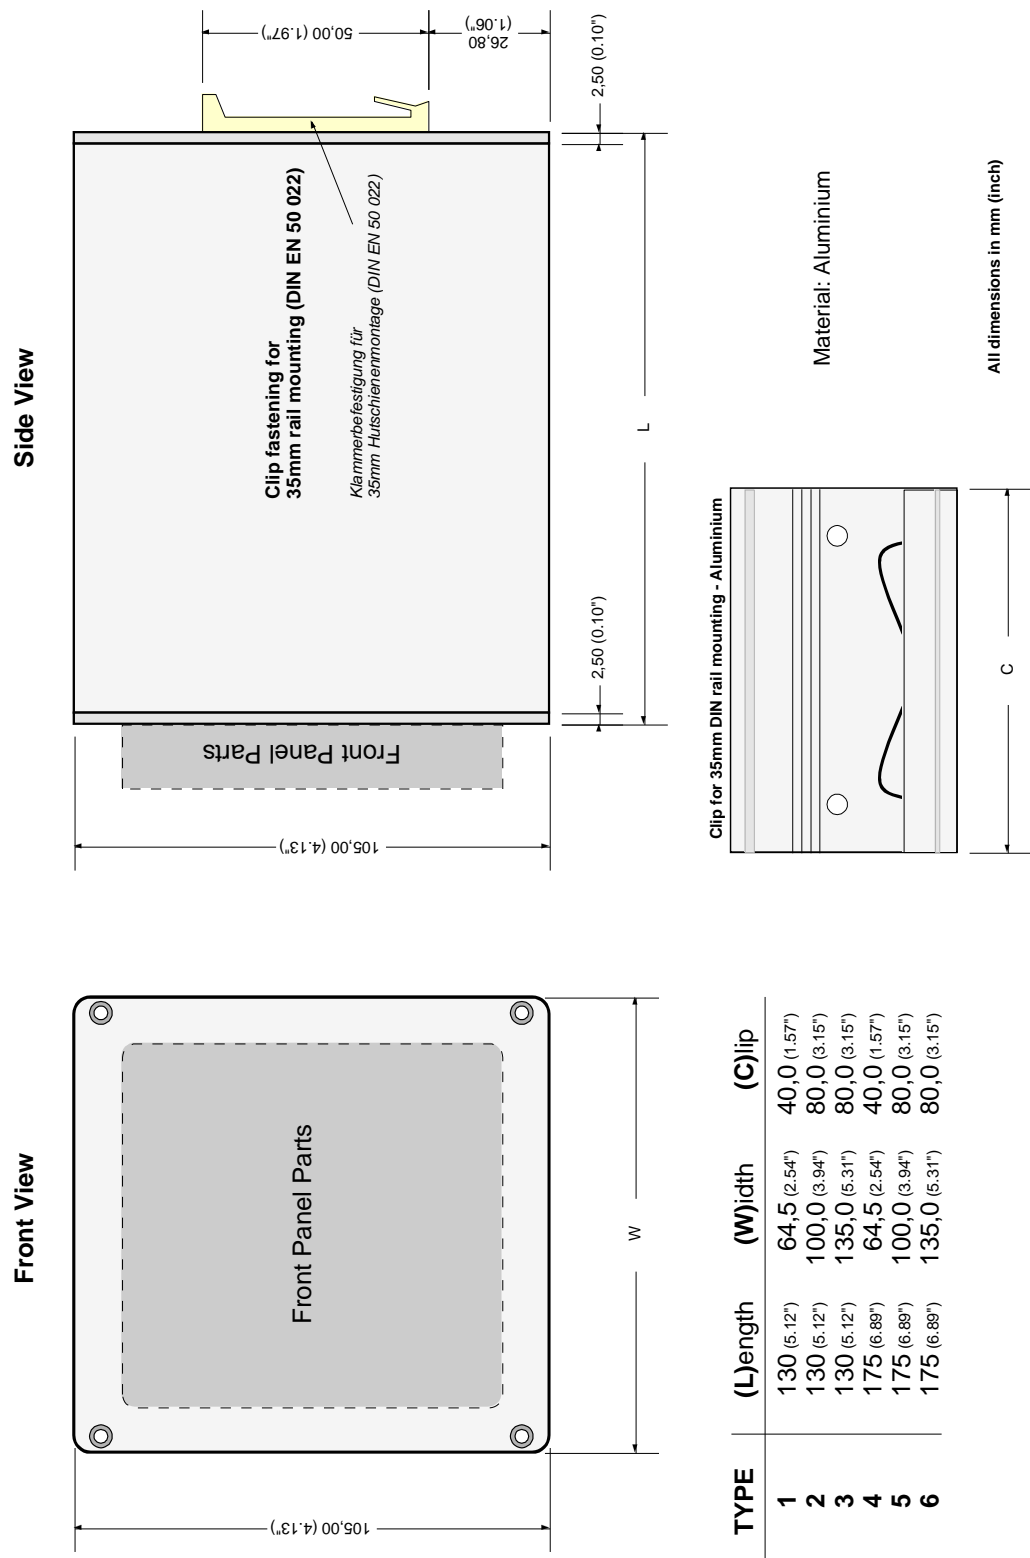 Front View
105,00 (4.13")
Front Panel Parts
W
Side View
105,00 (4.13")
Front Panel Parts
50,00 (1.97")
26,80
(1.06")
Clip fastening for
35mm rail mounting (DIN EN 50 022)
Klammerbefestigung für
35mm Hutschienenmontage (DIN EN 50 022)
2,50 (0.10")
2,50 (0.10")
L
TYPE (L)ength (W)idth (C)lip
1 130 (5.12") 64,5 (2.54") 40,0 (1.57")
2 130 (5.12") 100,0 (3.94") 80,0 (3.15")
3 130 (5.12") 135,0 (5.31") 80,0 (3.15")
4 175 (6.89") 64,5 (2.54") 40,0 (1.57")
5 175 (6.89") 100,0 (3.94") 80,0 (3.15")
6 175 (6.89") 135,0 (5.31") 80,0 (3.15")
Clip for 35mm DIN rail mounting - Aluminium
C
Material: Aluminium
All dimensions in mm (inch)